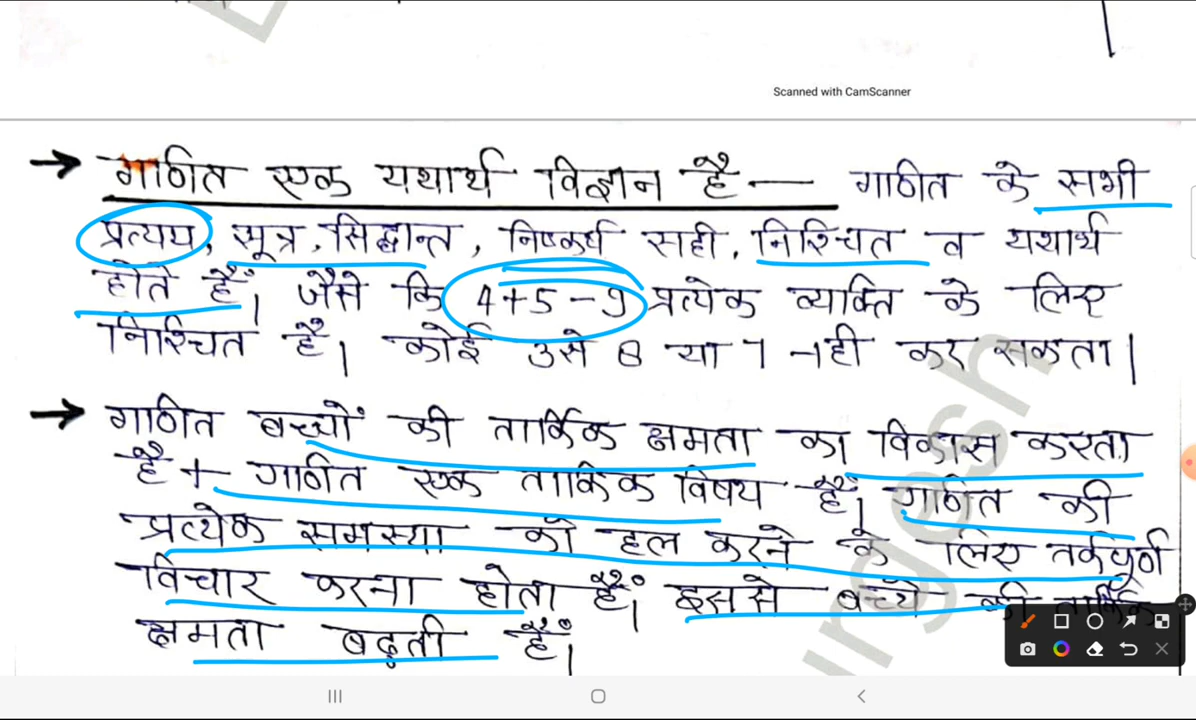 Scanned with CamScanner
→ गणित एक यथार्थ विज्ञान है — गणित के सभी
प्रत्यय, सूत्र, सिद्धान्त, निष्कर्ष सही, निश्चित व यथार्थ
होते हैं। जैसे कि 4+5-9 प्रत्येक व्यक्ति के लिए
निश्चित है। कोई उसे 8 या 7 नही कर सकता।
→ गणित बच्चों की तार्किक क्षमता का विकास करता
है + गणित एक तार्किक विषय है। गणित की
प्रत्येक समस्या को हल करने के लिए तर्कपूर्ण
विचार करना होता है। इससे बच्चे की तार्किक
क्षमता बढ़ती है।